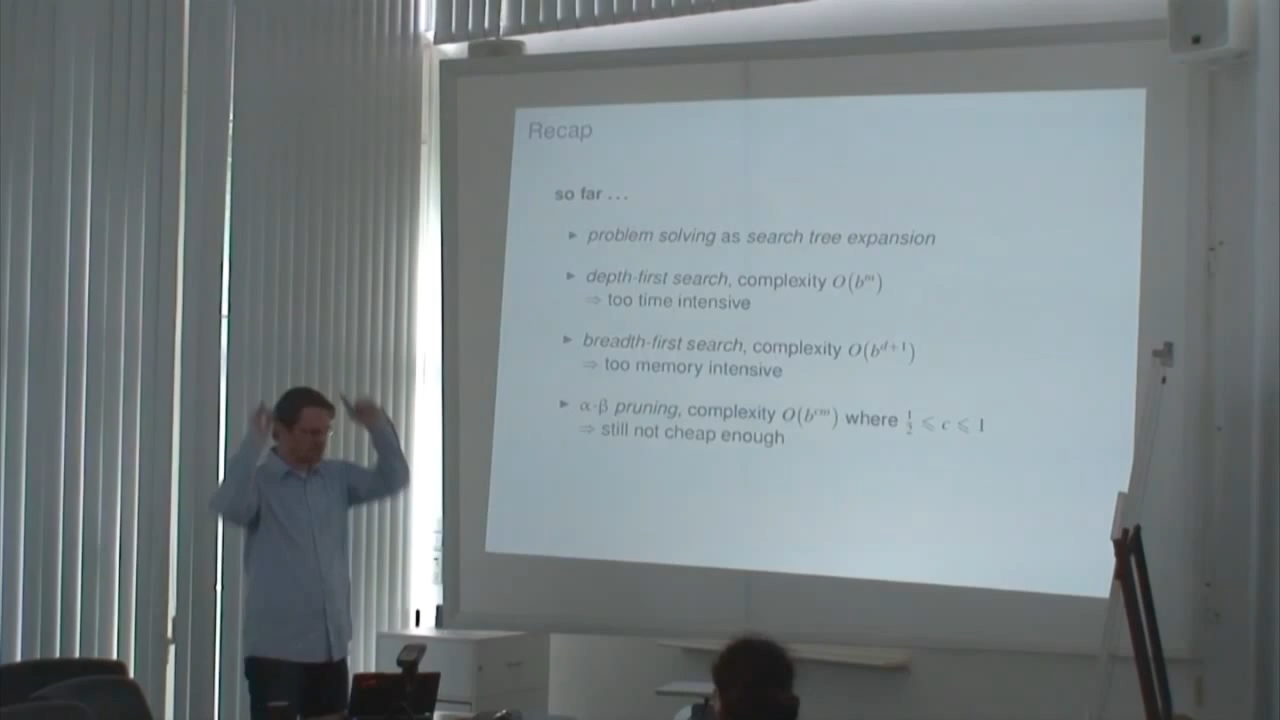 Recap
so far ...
▸ problem solving as search tree expansion
▸ depth-first search, complexity O(b^m)
⇒ too time intensive
▸ breadth-first search, complexity O(b^{d+1})
⇒ too memory intensive
▸ α-β pruning, complexity O(b^{cm}) where 1/2 ⩽ c ⩽ 1
⇒ still not cheap enough